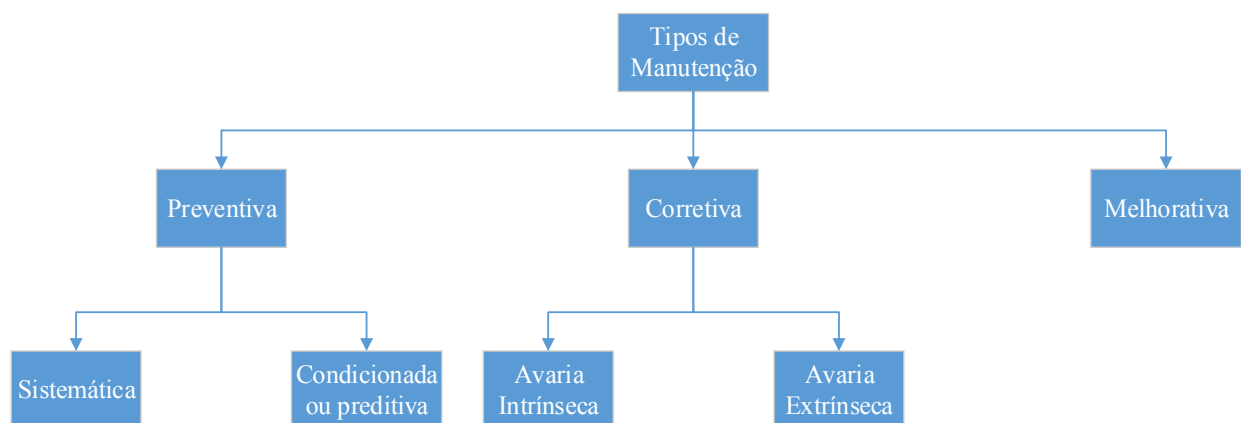 Tipos de
Manutenção
Preventiva
Corretiva
Melhorativa
Sistemática
Condicionada
ou preditiva
Avaria
Intrínseca
Avaria
Extrínseca